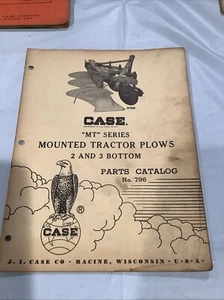 CASE.
"MT" SERIES
MOUNTED TRACTOR PLOWS
2 AND 3 BOTTOM
PARTS CATALOG
No. 796
®
CASE
J. I. CASE CO · RACINE, WISCONSIN · U · S · A ·